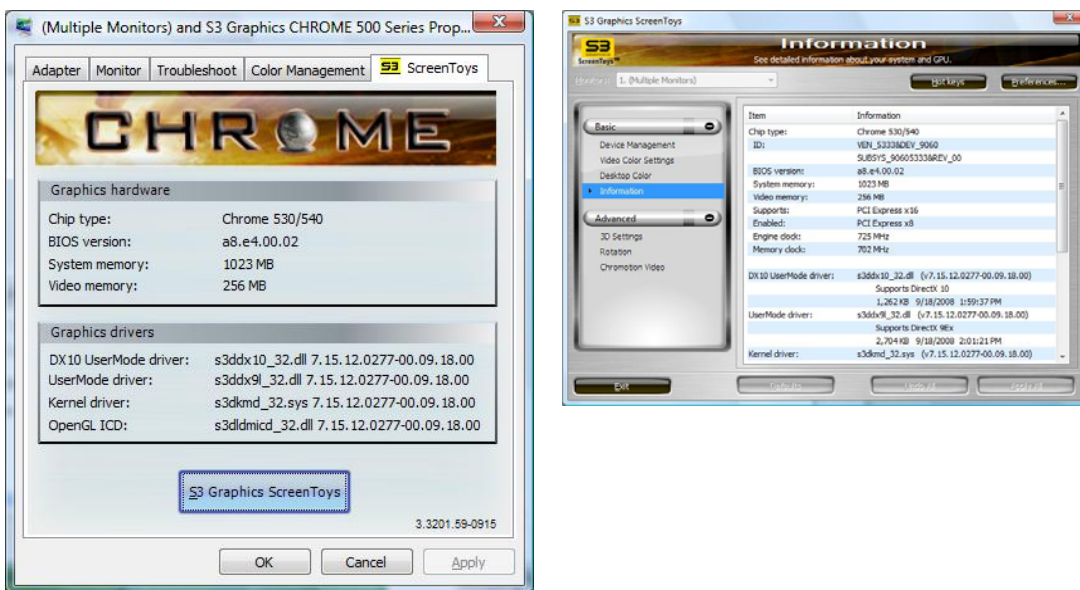 (Multiple Monitors) and S3 Graphics CHROME 500 Series Prop...
Adapter Monitor Troubleshoot Color Management S3 ScreenToys
CHROME
Graphics hardware
Chip type: Chrome 530/540
BIOS version: a8.e4.00.02
System memory: 1023 MB
Video memory: 256 MB
Graphics drivers
DX10 UserMode driver: s3ddx10_32.dll 7.15.12.0277-00.09.18.00
UserMode driver: s3ddx9l_32.dll 7.15.12.0277-00.09.18.00
Kernel driver: s3dkmd_32.sys 7.15.12.0277-00.09.18.00
OpenGL ICD: s3dldmicd_32.dll 7.15.12.0277-00.09.18.00
S3 Graphics ScreenToys
3.3201.59-0915
OK Cancel Apply
S3 Graphics ScreenToys
S3 ScreenToys™
Information
See detailed information about your system and GPU.
Monitors: 1. (Multiple Monitors) Hot keys Preferences...
Basic
Device Management
Video Color Settings
Desktop Color
Information
Advanced
3D Settings
Rotation
Chromotion Video
Item Information
Chip type: Chrome 530/540
ID: VEN_5333&DEV_9060
SUBSYS_90605333&REV_00
BIOS version: a8.e4.00.02
System memory: 1023 MB
Video memory: 256 MB
Supports: PCI Express x16
Enabled: PCI Express x8
Engine clock: 725 MHz
Memory clock: 702 MHz
DX10 UserMode driver: s3ddx10_32.dll (v7.15.12.0277-00.09.18.00)
Supports DirectX 10
1,262 KB 9/18/2008 1:59:37 PM
UserMode driver: s3ddx9l_32.dll (v7.15.12.0277-00.09.18.00)
Supports DirectX 9Ex
2,704 KB 9/18/2008 2:01:21 PM
Kernel driver: s3dkmd_32.sys (v7.15.12.0277-00.09.18.00)
Exit Defaults Undo All Apply All